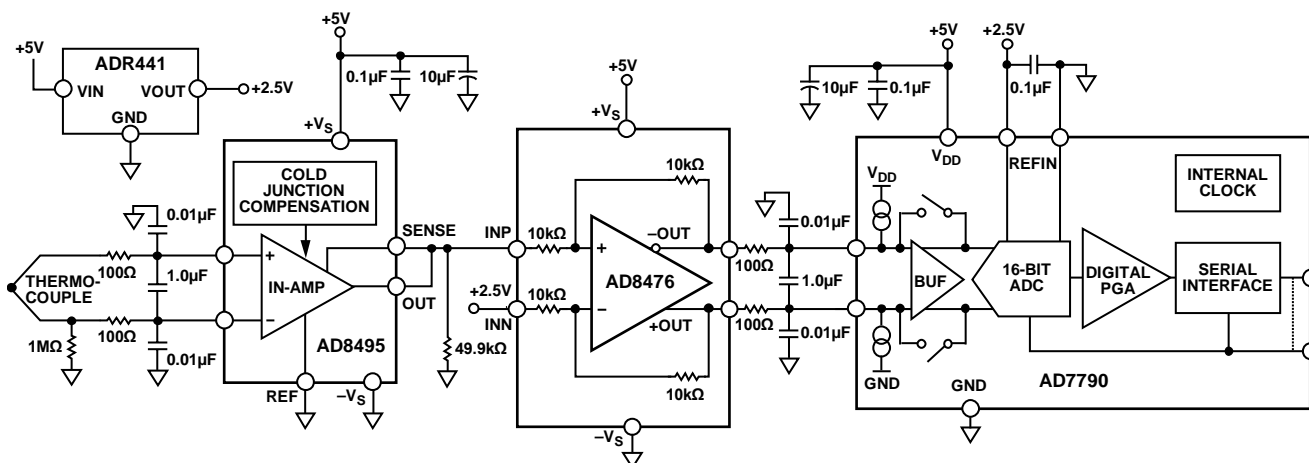 ADR441
+5V
VIN
VOUT
+2.5V
GND
+5V
0.1µF
10µF
+VS
COLD
JUNCTION
COMPENSATION
0.01µF
100Ω
THERMO-
COUPLE
1.0µF
1MΩ
100Ω
0.01µF
+
IN-AMP
–
SENSE
OUT
AD8495
REF
–VS
49.9kΩ
+5V
+VS
10kΩ
INP
10kΩ
+2.5V
INN
10kΩ
+
–
–OUT
AD8476
+OUT
10kΩ
–VS
0.01µF
100Ω
1.0µF
100Ω
0.01µF
+5V
+2.5V
10µF
0.1µF
0.1µF
VDD
REFIN
VDD
INTERNAL
CLOCK
BUF
16-BIT
ADC
DIGITAL
PGA
SERIAL
INTERFACE
GND
GND
AD7790